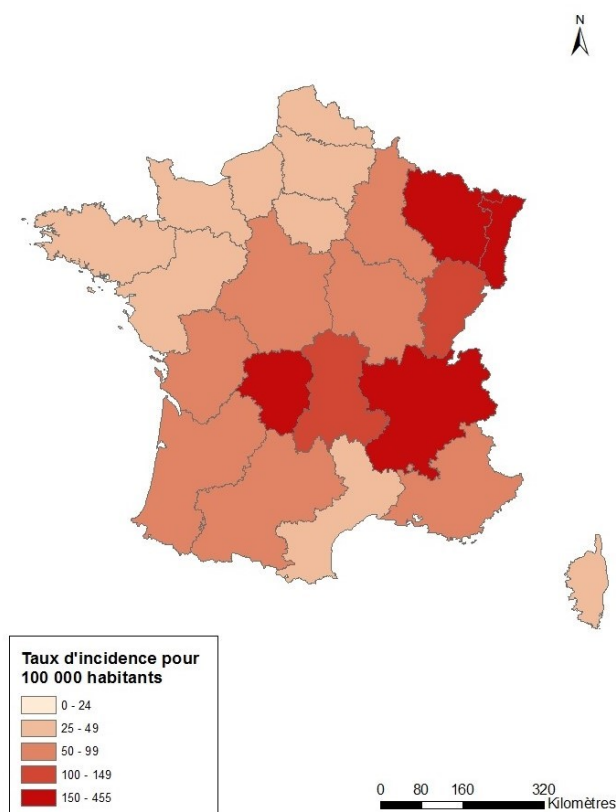 N
Taux d'incidence pour
100 000 habitants
0 - 24
25 - 49
50 - 99
100 - 149
150 - 455
0 80 160 320
Kilomètres